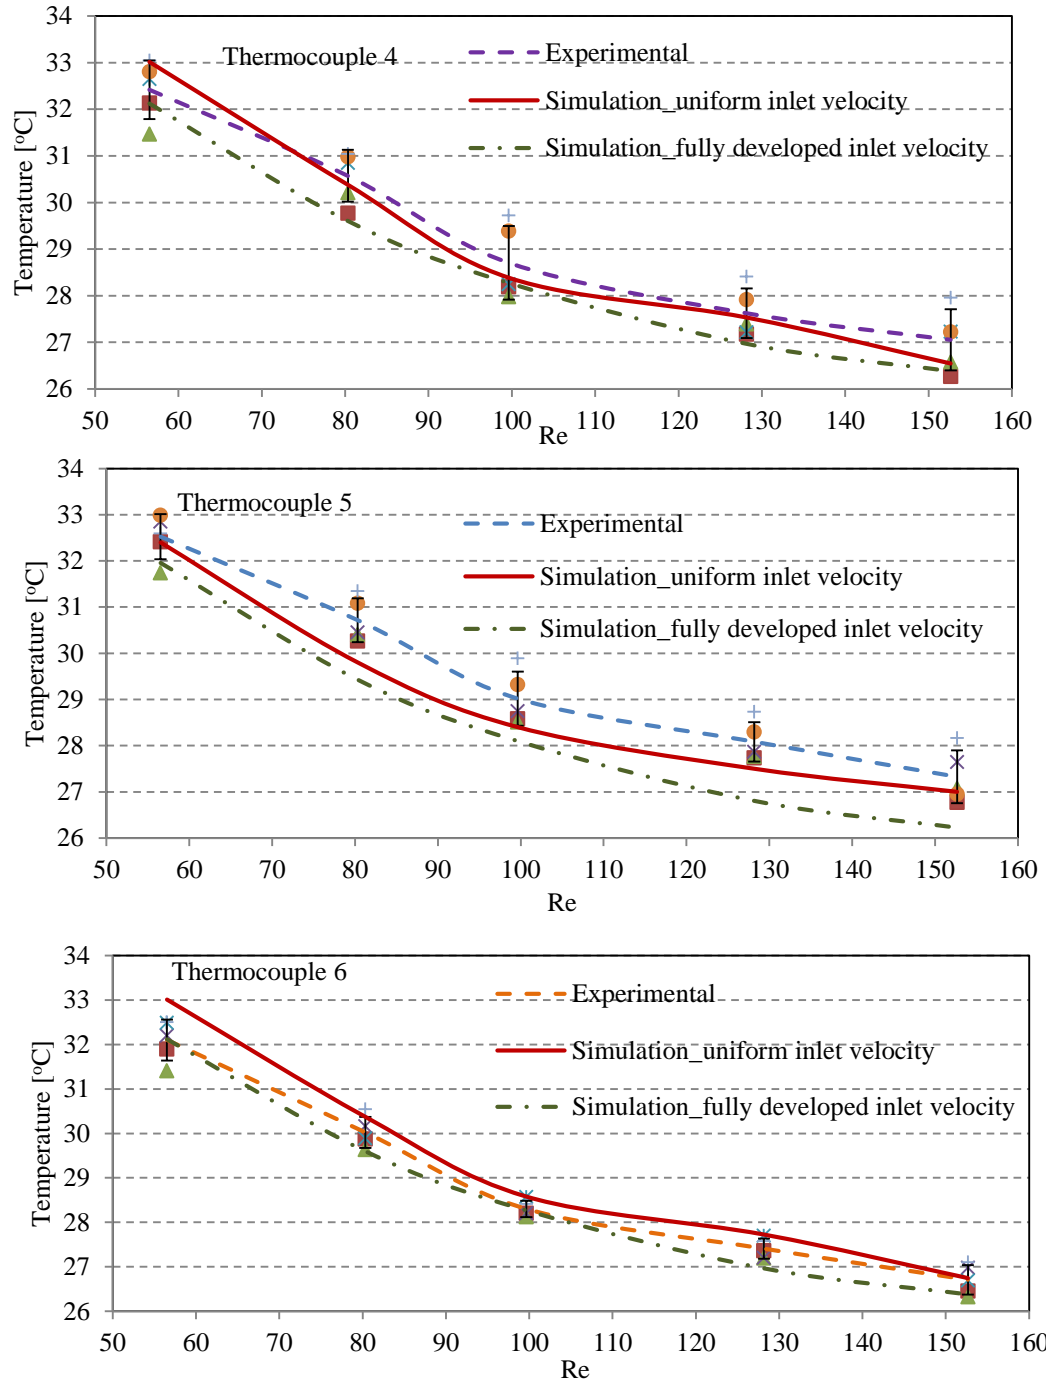 34
33
32
31
30
29
28
27
26
Temperature [°C]
Thermocouple 4
Experimental
Simulation_uniform inlet velocity
Simulation_fully developed inlet velocity
50 60 70 80 90 100 110 120 130 140 150 160
Re
34
33
32
31
30
29
28
27
26
Temperature [°C]
Thermocouple 5
Experimental
Simulation_uniform inlet velocity
Simulation_fully developed inlet velocity
50 60 70 80 90 100 110 120 130 140 150 160
Re
34
33
32
31
30
29
28
27
26
Temperature [°C]
Thermocouple 6
Experimental
Simulation_uniform inlet velocity
Simulation_fully developed inlet velocity
50 60 70 80 90 100 110 120 130 140 150 160
Re